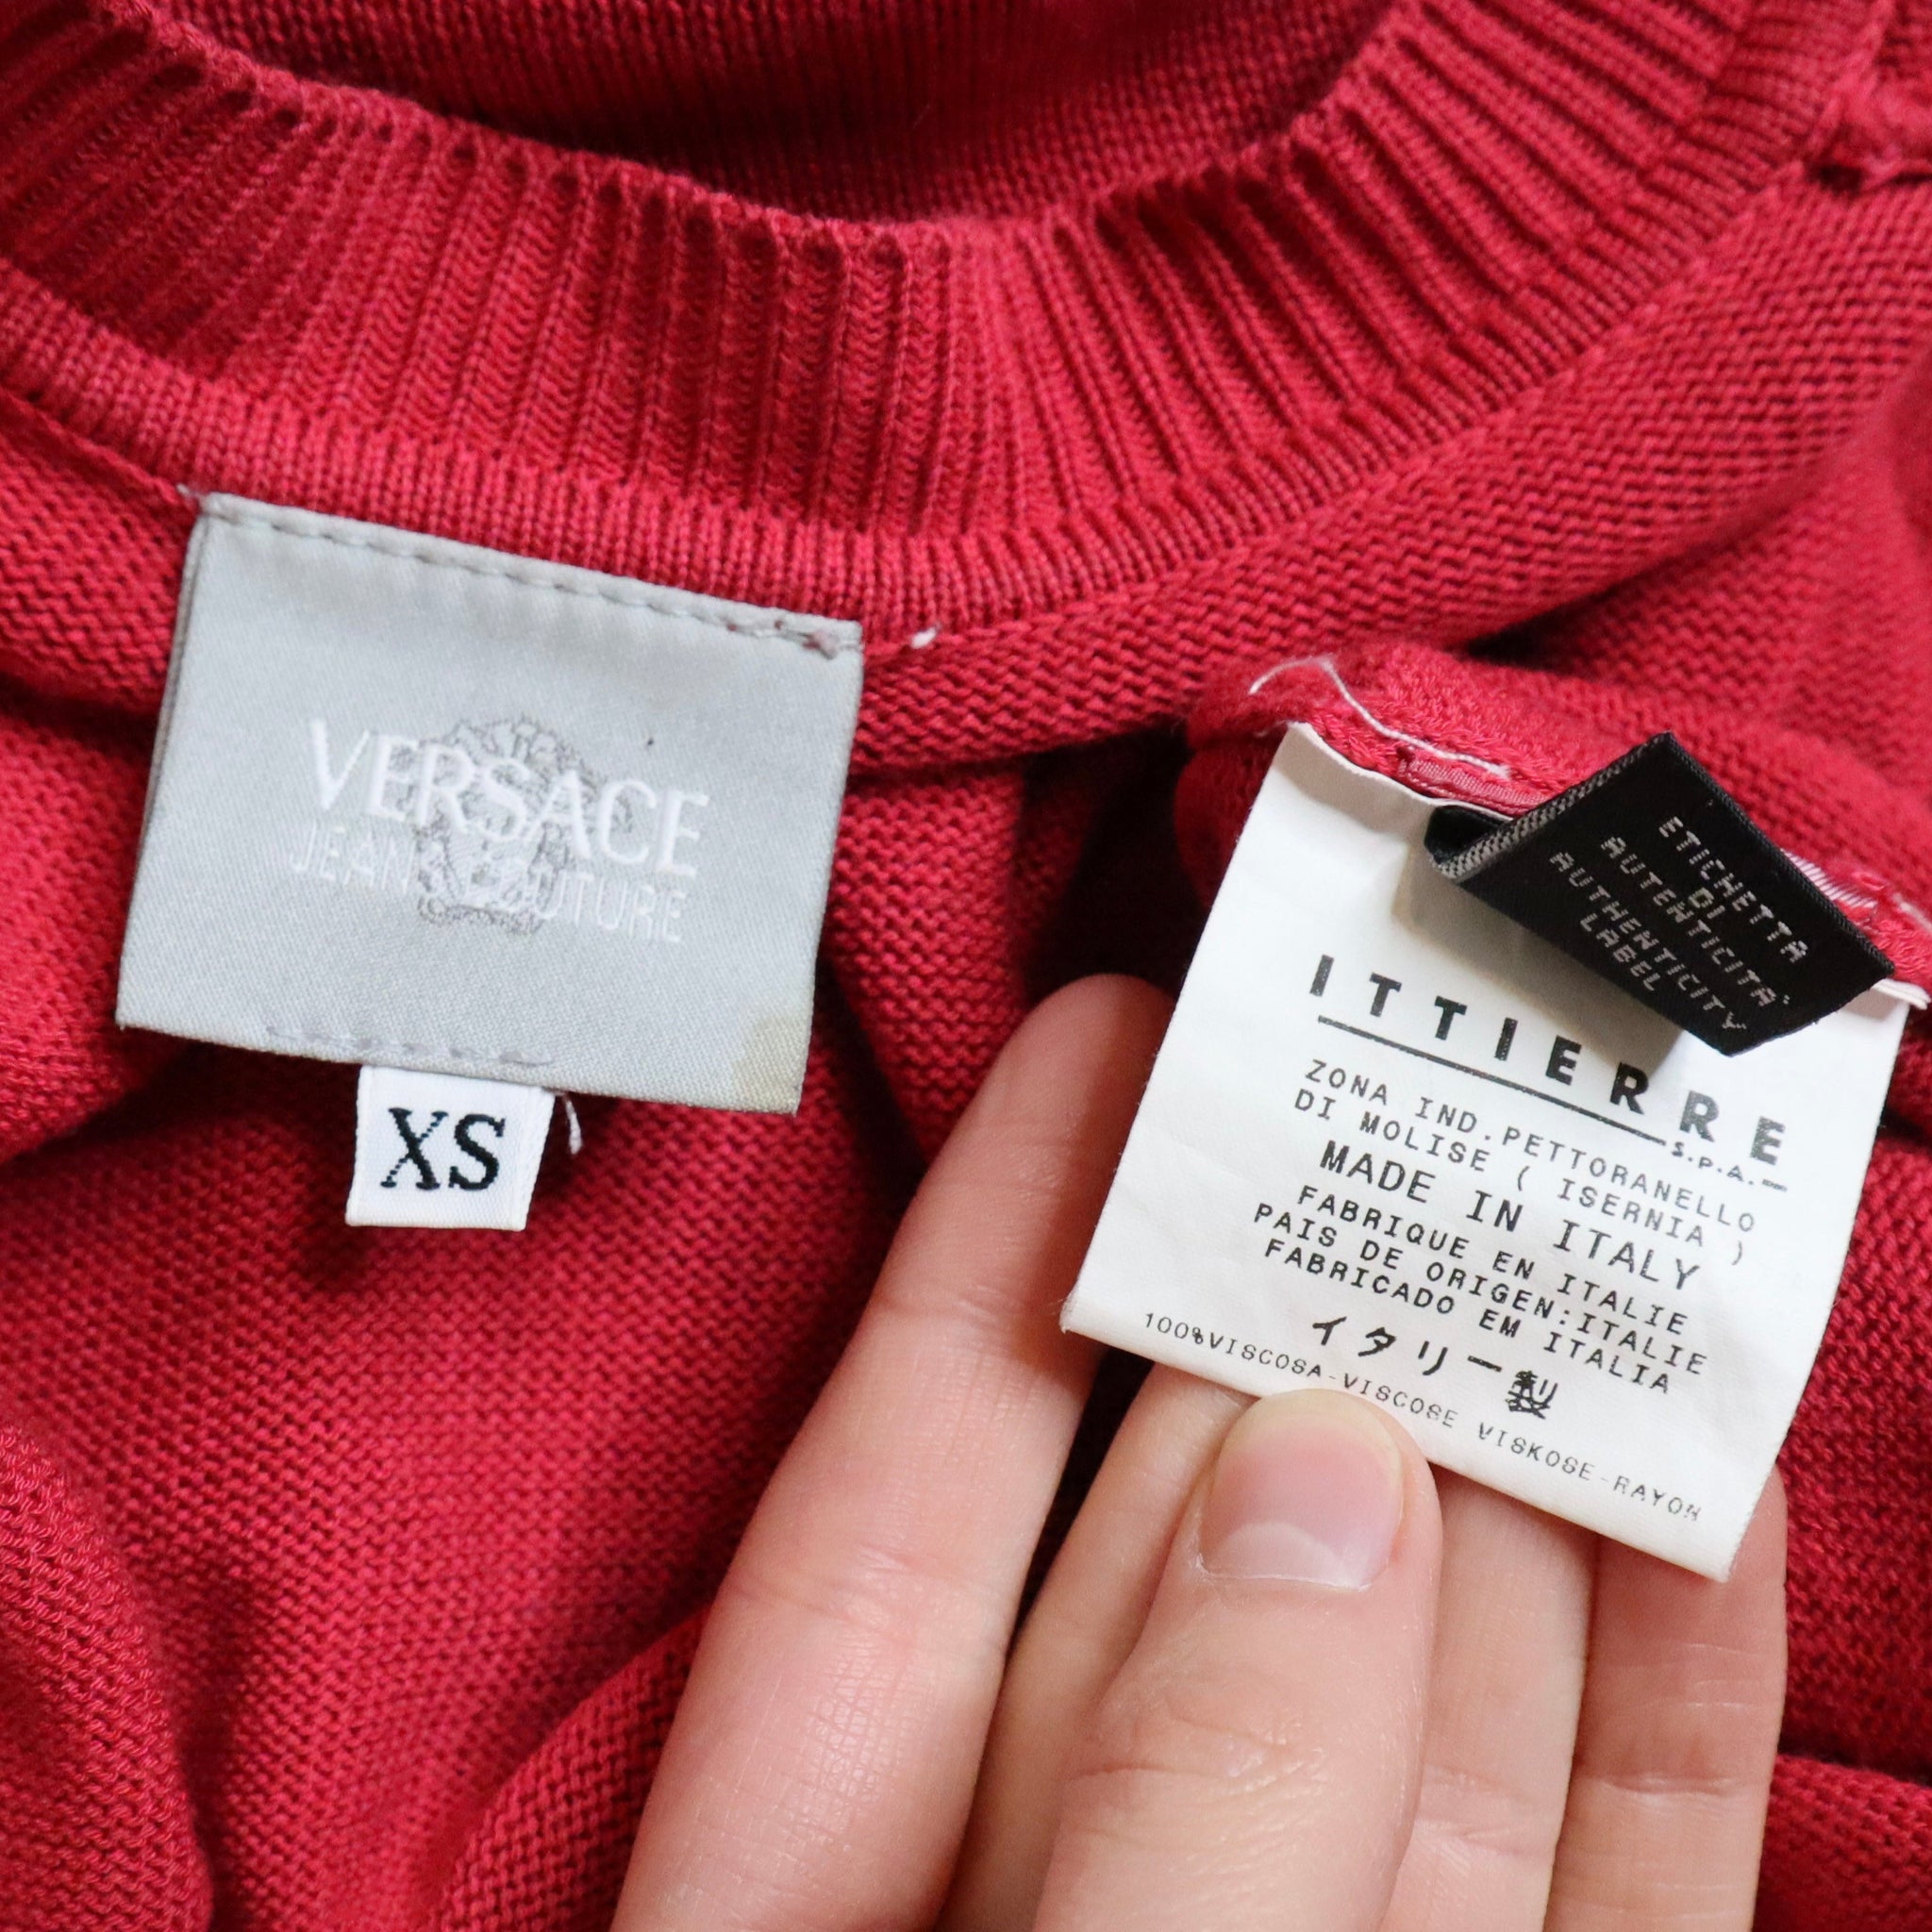 VERSACE
JEANS COUTURE
XS
ETICHETTA
DI
AUTENTICITA'
AUTHENTICITY
LABEL
ITTIERRE
S.p.A.
ZONA IND.PETTORANELLO
DI MOLISE ( ISERNIA )
MADE IN ITALY
FABRIQUE EN ITALIE
PAIS DE ORIGEN:ITALIE
FABRICADO EM ITALIA
イタリー製
100%VISCOSA-VISCOSE VISKOSE-RAYON